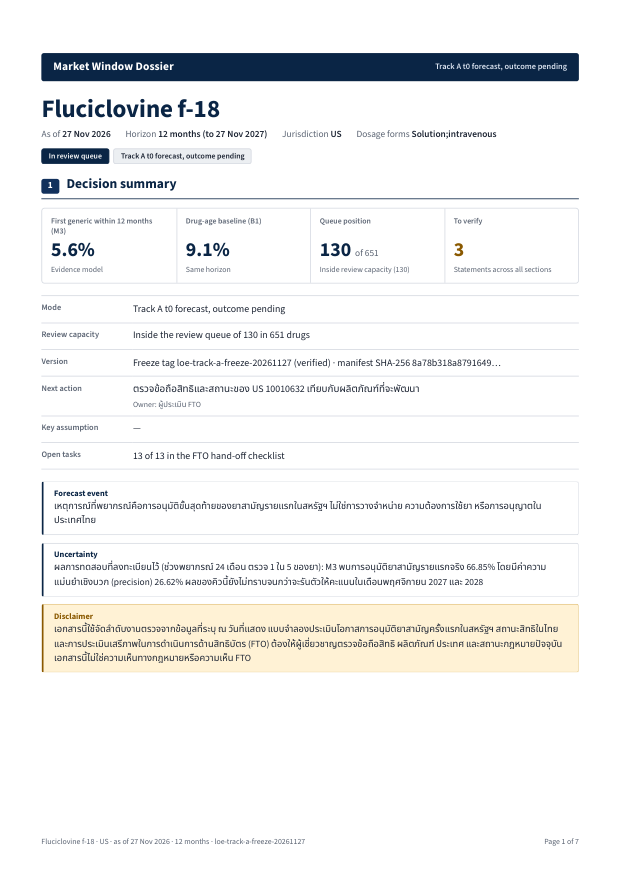 Market Window Dossier
Track A t0 forecast, outcome pending
Fluciclovine f-18
As of 27 Nov 2026 Horizon 12 months (to 27 Nov 2027) Jurisdiction US Dosage forms Solution;intravenous
In review queue Track A t0 forecast, outcome pending
1 Decision summary
First generic within 12 months (M3)
5.6%
Evidence model
Drug-age baseline (B1)
9.1%
Same horizon
Queue position
130 of 651
Inside review capacity (130)
To verify
3
Statements across all sections
Mode Track A t0 forecast, outcome pending
Review capacity Inside the review queue of 130 in 651 drugs
Version Freeze tag loe-track-a-freeze-20261127 (verified) · manifest SHA-256 8a78b318a8791649…
Next action ตรวจข้อถือสิทธิและสถานะของ US 10010632 เทียบกับผลิตภัณฑ์ที่จะพัฒนา
Owner: ผู้ประเมิน FTO
Key assumption —
Open tasks 13 of 13 in the FTO hand-off checklist
Forecast event
เหตุการณ์ที่พยากรณ์คือการอนุมัติขั้นสุดท้ายของยาสามัญรายแรกในสหรัฐฯ ไม่ใช่การวางจำหน่าย ความต้องการใช้ยา หรือการอนุญาตใน
ประเทศไทย
Uncertainty
ผลการทดสอบที่ลงทะเบียนไว้ (ช่วงพยากรณ์ 24 เดือน ตรวจ 1 ใน 5 ของยา): M3 พบการอนุมัติยาสามัญรายแรกจริง 66.85% โดยมีค่าความ
แม่นยำเชิงบวก (precision) 26.62% ผลของคิวนี้ยังไม่ทราบจนกว่าจะรันตัวให้คะแนนในเดือนพฤศจิกายน 2027 และ 2028
Disclaimer
เอกสารนี้ใช้จัดลำดับงานตรวจจากข้อมูลที่ระบุ ณ วันที่แสดง แบบจำลองประเมินโอกาสการอนุมัติยาสามัญครั้งแรกในสหรัฐฯ สถานะสิทธิในไทย
และการประเมินเสรีภาพในการดำเนินการด้านสิทธิบัตร (FTO) ต้องให้ผู้เชี่ยวชาญตรวจข้อถือสิทธิ ผลิตภัณฑ์ ประเทศ และสถานะกฎหมายปัจจุบัน
เอกสารนี้ไม่ใช่ความเห็นทางกฎหมายหรือความเห็น FTO
Fluciclovine f-18 · US · as of 27 Nov 2026 · 12 months · loe-track-a-freeze-20261127
Page 1 of 7